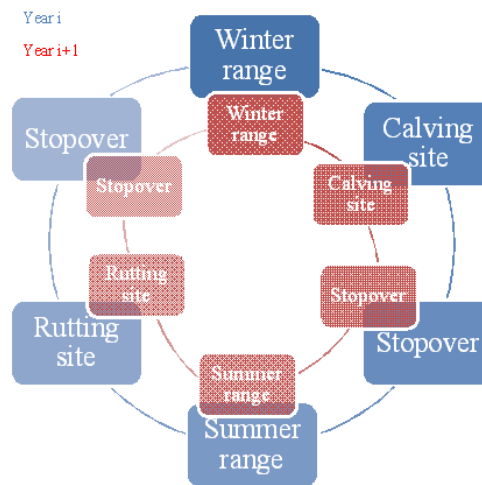 Year i
Year i+1
Winter
range
Winter
range
Stopover
Calving
site
Stopover
Calving
site
Rutting
site
Stopover
Rutting
site
Stopover
Summer
range
Summer
range